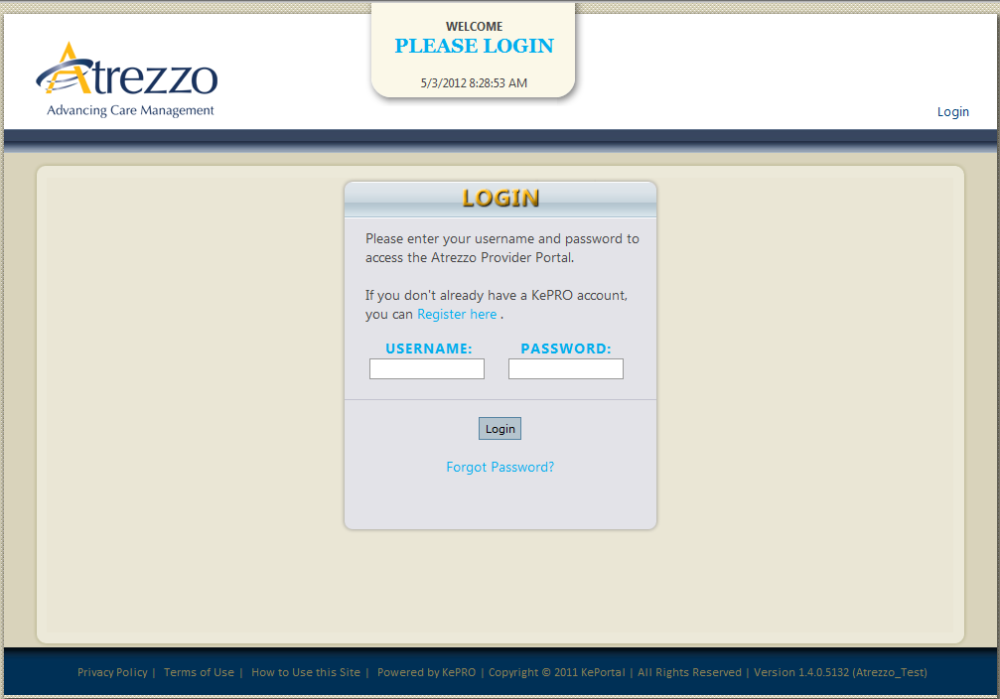 WELCOME
PLEASE LOGIN
5/3/2012 8:28:53 AM
Atrezzo
Advancing Care Management
Login
LOGIN
Please enter your username and password to
access the Atrezzo Provider Portal.
If you don't already have a KePRO account,
you can Register here .
USERNAME: PASSWORD:
Login
Forgot Password?
Privacy Policy | Terms of Use | How to Use this Site | Powered by KePRO | Copyright © 2011 KePortal | All Rights Reserved | Version 1.4.0.5132 (Atrezzo_Test)